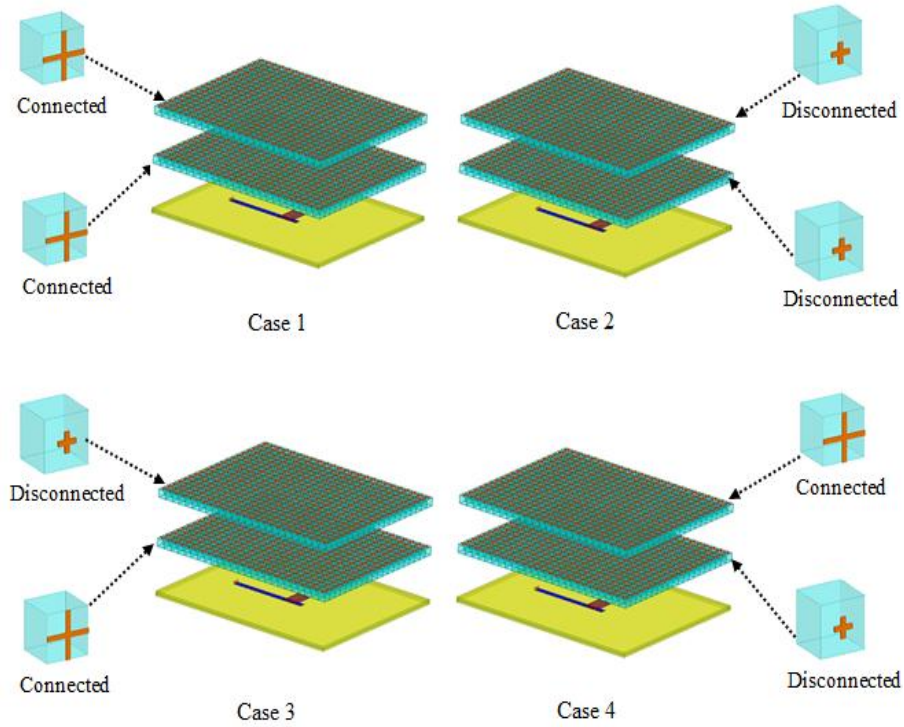 Connected
Disconnected
Connected
Disconnected
Case 1
Case 2
Disconnected
Connected
Connected
Disconnected
Case 3
Case 4